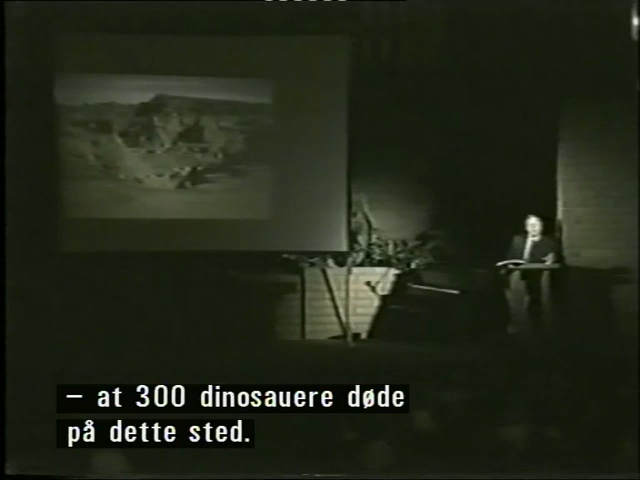 – at 300 dinosauere døde
på dette sted.